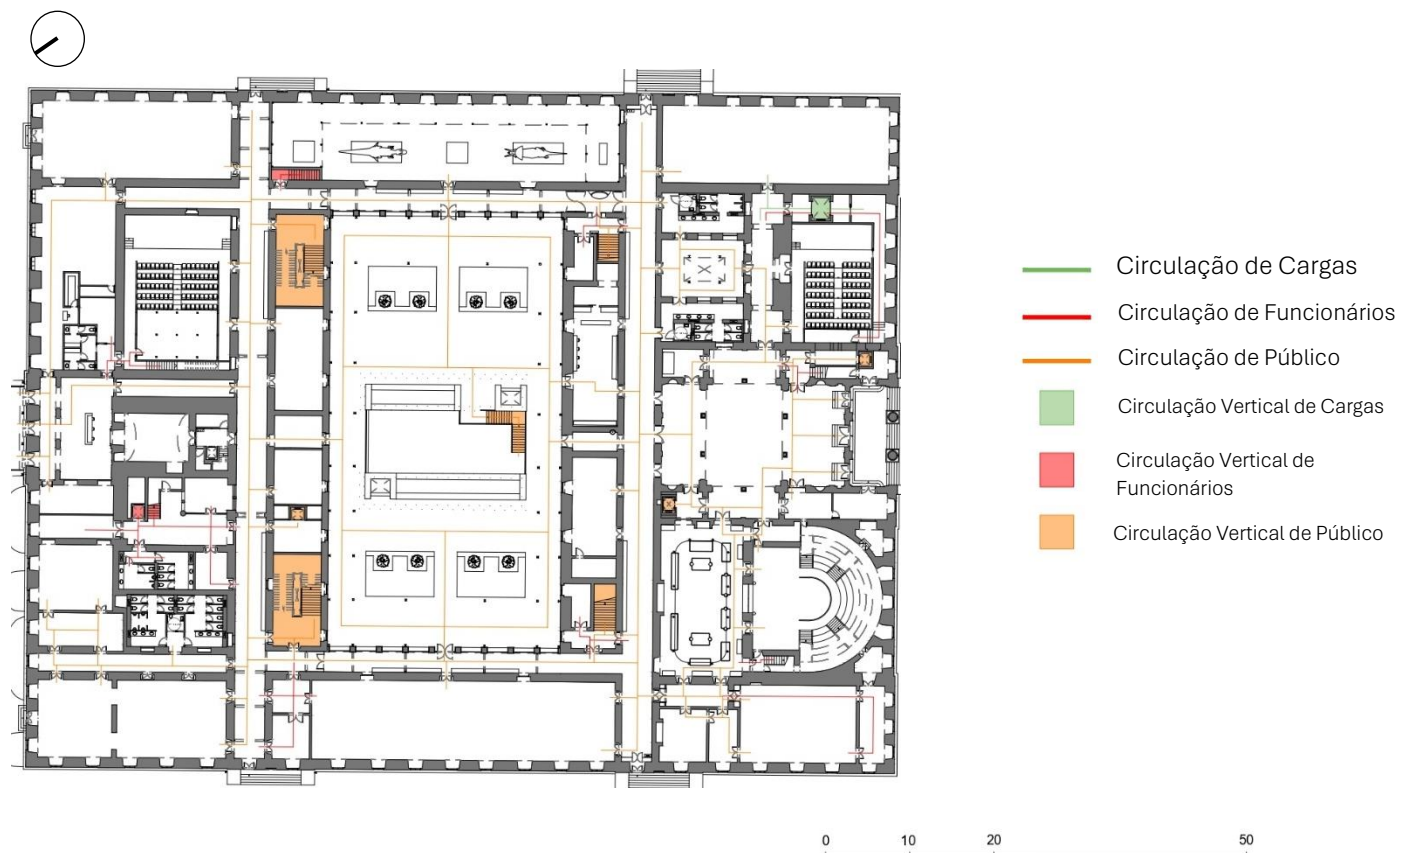 Circulação de Cargas
Circulação de Funcionários
Circulação de Público
Circulação Vertical de Cargas
Circulação Vertical de
Funcionários
Circulação Vertical de Público
0 10 20 50